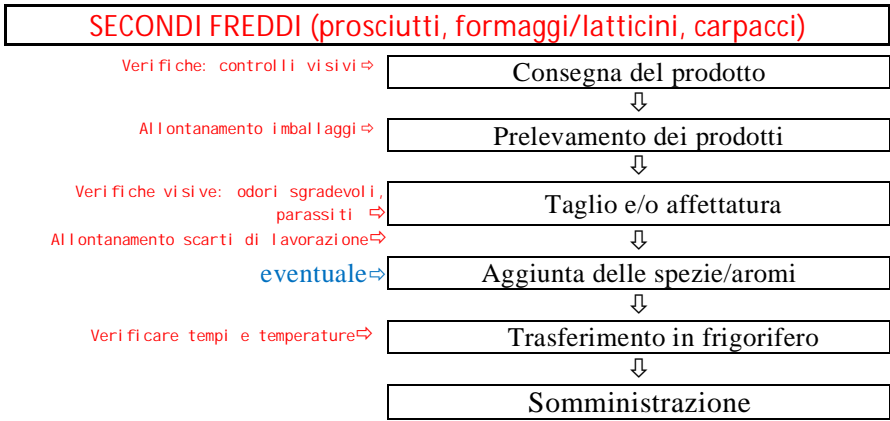 SECONDI FREDDI (prosciutti, formaggi/latticini, carpacci)
Verifiche: controlli visivi⇨
Consegna del prodotto
⇩
Allontanamento imballaggi⇨
Prelevamento dei prodotti
⇩
Verifiche visive: odori sgradevoli,
parassiti ⇨
Taglio e/o affettatura
Allontanamento scarti di lavorazione⇨
⇩
eventuale⇨
Aggiunta delle spezie/aromi
⇩
Verificare tempi e temperature⇨
Trasferimento in frigorifero
⇩
Somministrazione